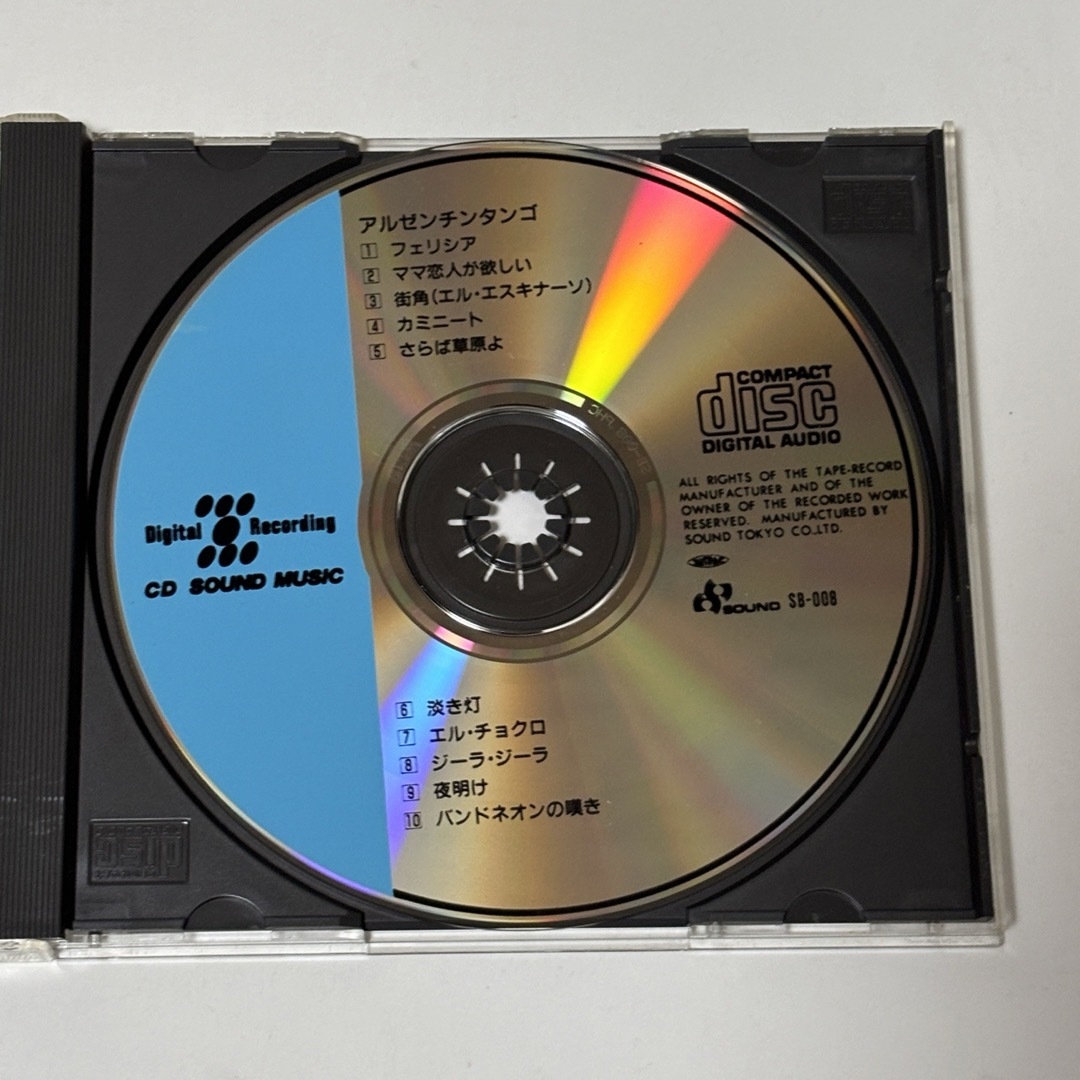 アルゼンチンタンゴ
1 フェリシア
2 ママ恋人が欲しい
3 街角(エル・エスキナーソ)
4 カミニート
5 さらば草原よ
COMPACT
disc
DIGITAL AUDIO
ALL RIGHTS OF THE TAPE-RECORD
MANUFACTURER AND OF THE
OWNER OF THE RECORDED WORK
RESERVED. MANUFACTURED BY
SOUND TOKYO CO.,LTD.
Digital Recording
CD SOUND MUSIC
SOUND SB-008
6 淡き灯
7 エル・チョクロ
8 ジーラ・ジーラ
9 夜明け
10 バンドネオンの嘆き